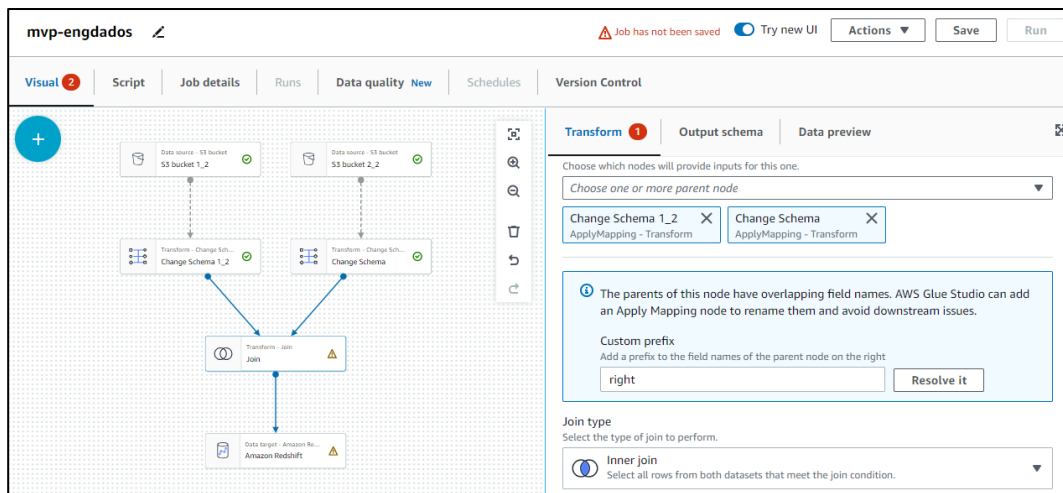 mvp-engdados
Job has not been saved
Try new UI
Actions
Save
Run
Visual 2
Script
Job details
Runs
Data quality New
Schedules
Version Control
+
Data source - S3 bucket
S3 bucket 1_2
Data source - S3 bucket
S3 bucket 2_2
Transform - Change Sch...
Change Schema 1_2
Transform - Change Sch...
Change Schema
Transform - Join
Join
Data target - Amazon Re...
Amazon Redshift
Transform 1
Output schema
Data preview
Choose which nodes will provide inputs for this one.
Choose one or more parent node
Change Schema 1_2
ApplyMapping - Transform
Change Schema
ApplyMapping - Transform
The parents of this node have overlapping field names. AWS Glue Studio can add
an Apply Mapping node to rename them and avoid downstream issues.
Custom prefix
Add a prefix to the field names of the parent node on the right
right
Resolve it
Join type
Select the type of join to perform.
Inner join
Select all rows from both datasets that meet the join condition.